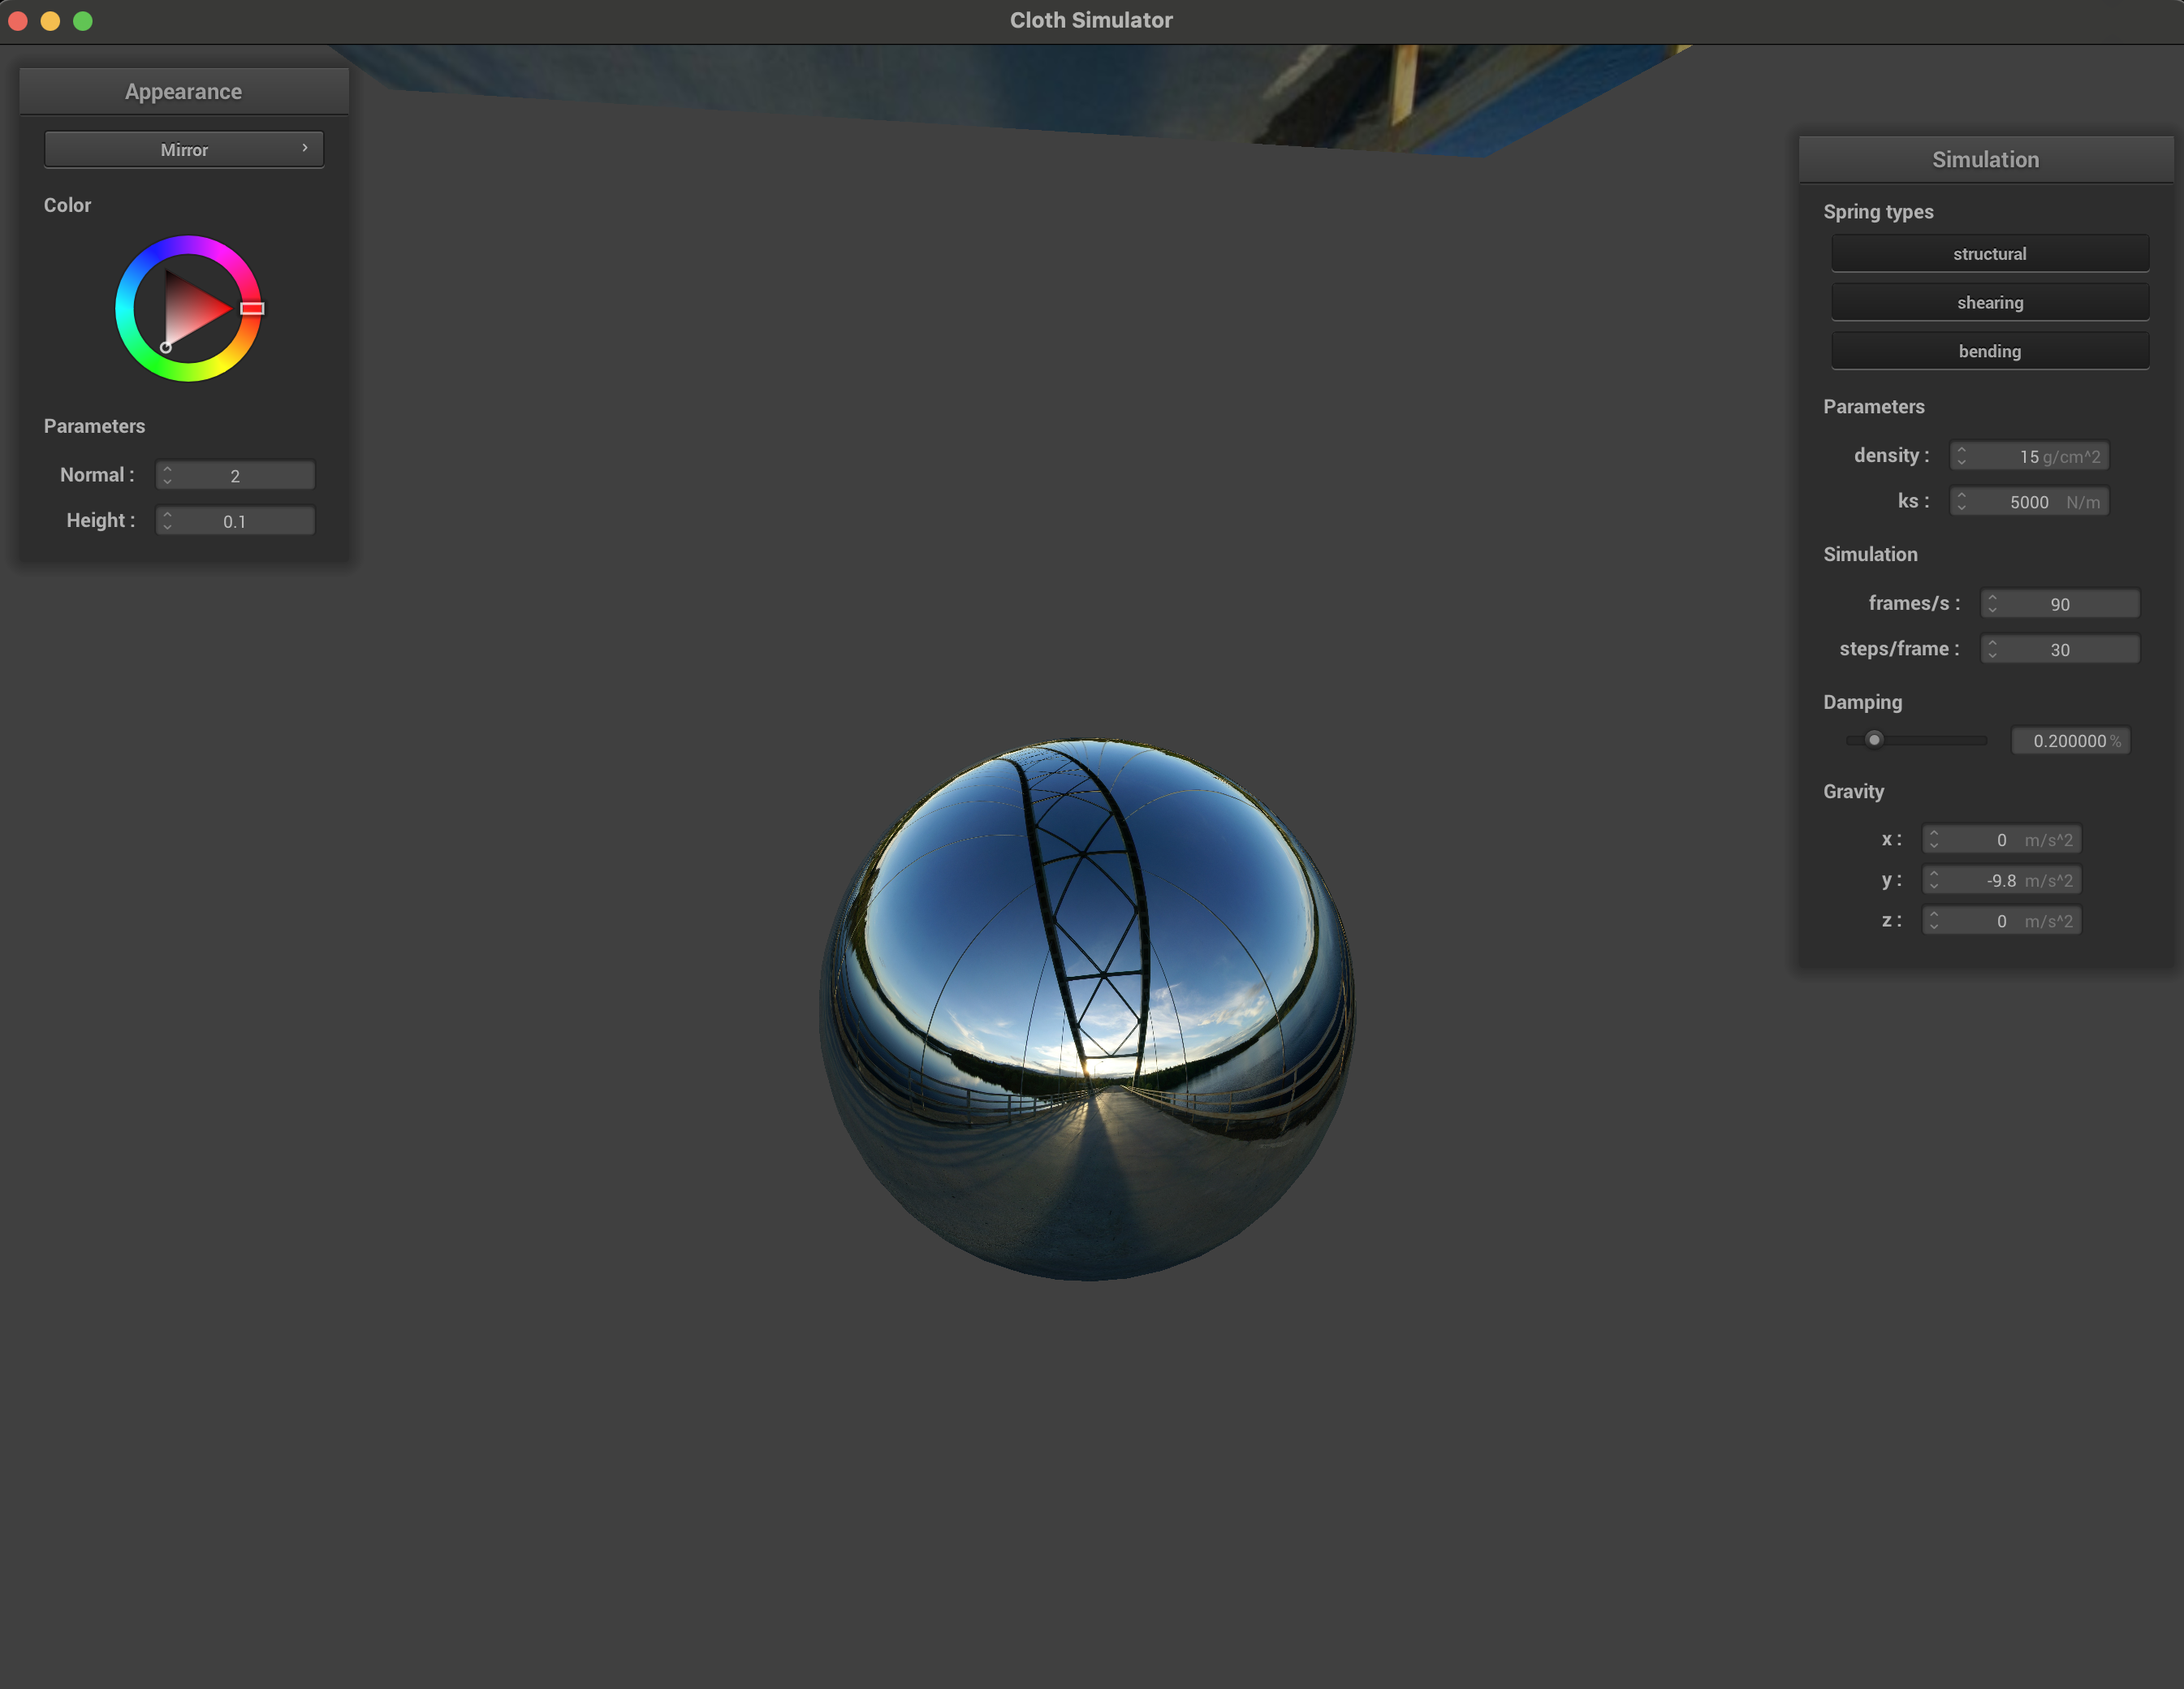 Cloth Simulator
Appearance
Mirror
Color
Parameters
Normal : 2
Height : 0.1
Simulation
Spring types
structural
shearing
bending
Parameters
density : 15 g/cm^2
ks : 5000 N/m
Simulation
frames/s : 90
steps/frame : 30
Damping
0.200000 %
Gravity
x : 0 m/s^2
y : -9.8 m/s^2
z : 0 m/s^2